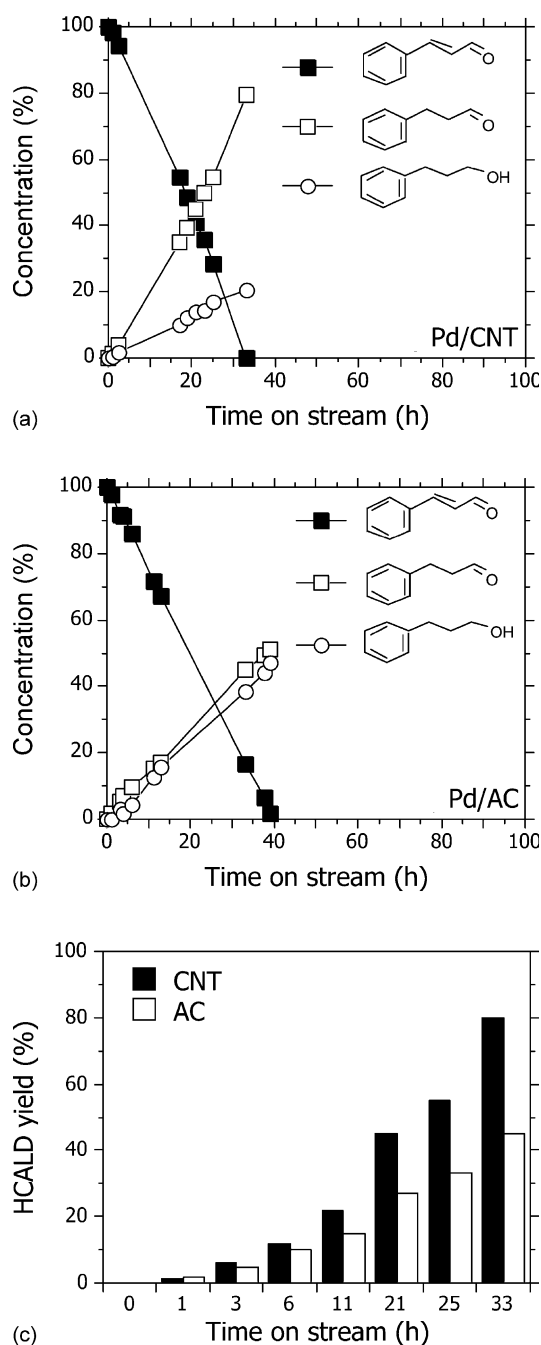 100
80
60
40
20
0
Concentration (%)
O
O
OH
Pd/CNT
0 20 40 60 80 100
Time on stream (h)
(a)
100
80
60
40
20
0
Concentration (%)
O
O
OH
Pd/AC
0 20 40 60 80 100
Time on stream (h)
(b)
100
80
60
40
20
0
HCALD yield (%)
CNT
AC
0 1 3 6 11 21 25 33
Time on stream (h)
(c)